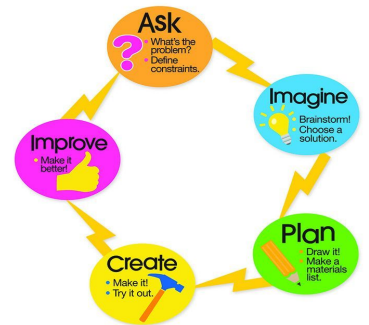 Ask
• What's the
problem?
• Define
constraints.
Imagine
• Brainstorm!
• Choose a
solution.
Plan
• Draw it!
• Make a
materials
list.
Create
• Make it!
• Try it out.
Improve
• Make it
better!